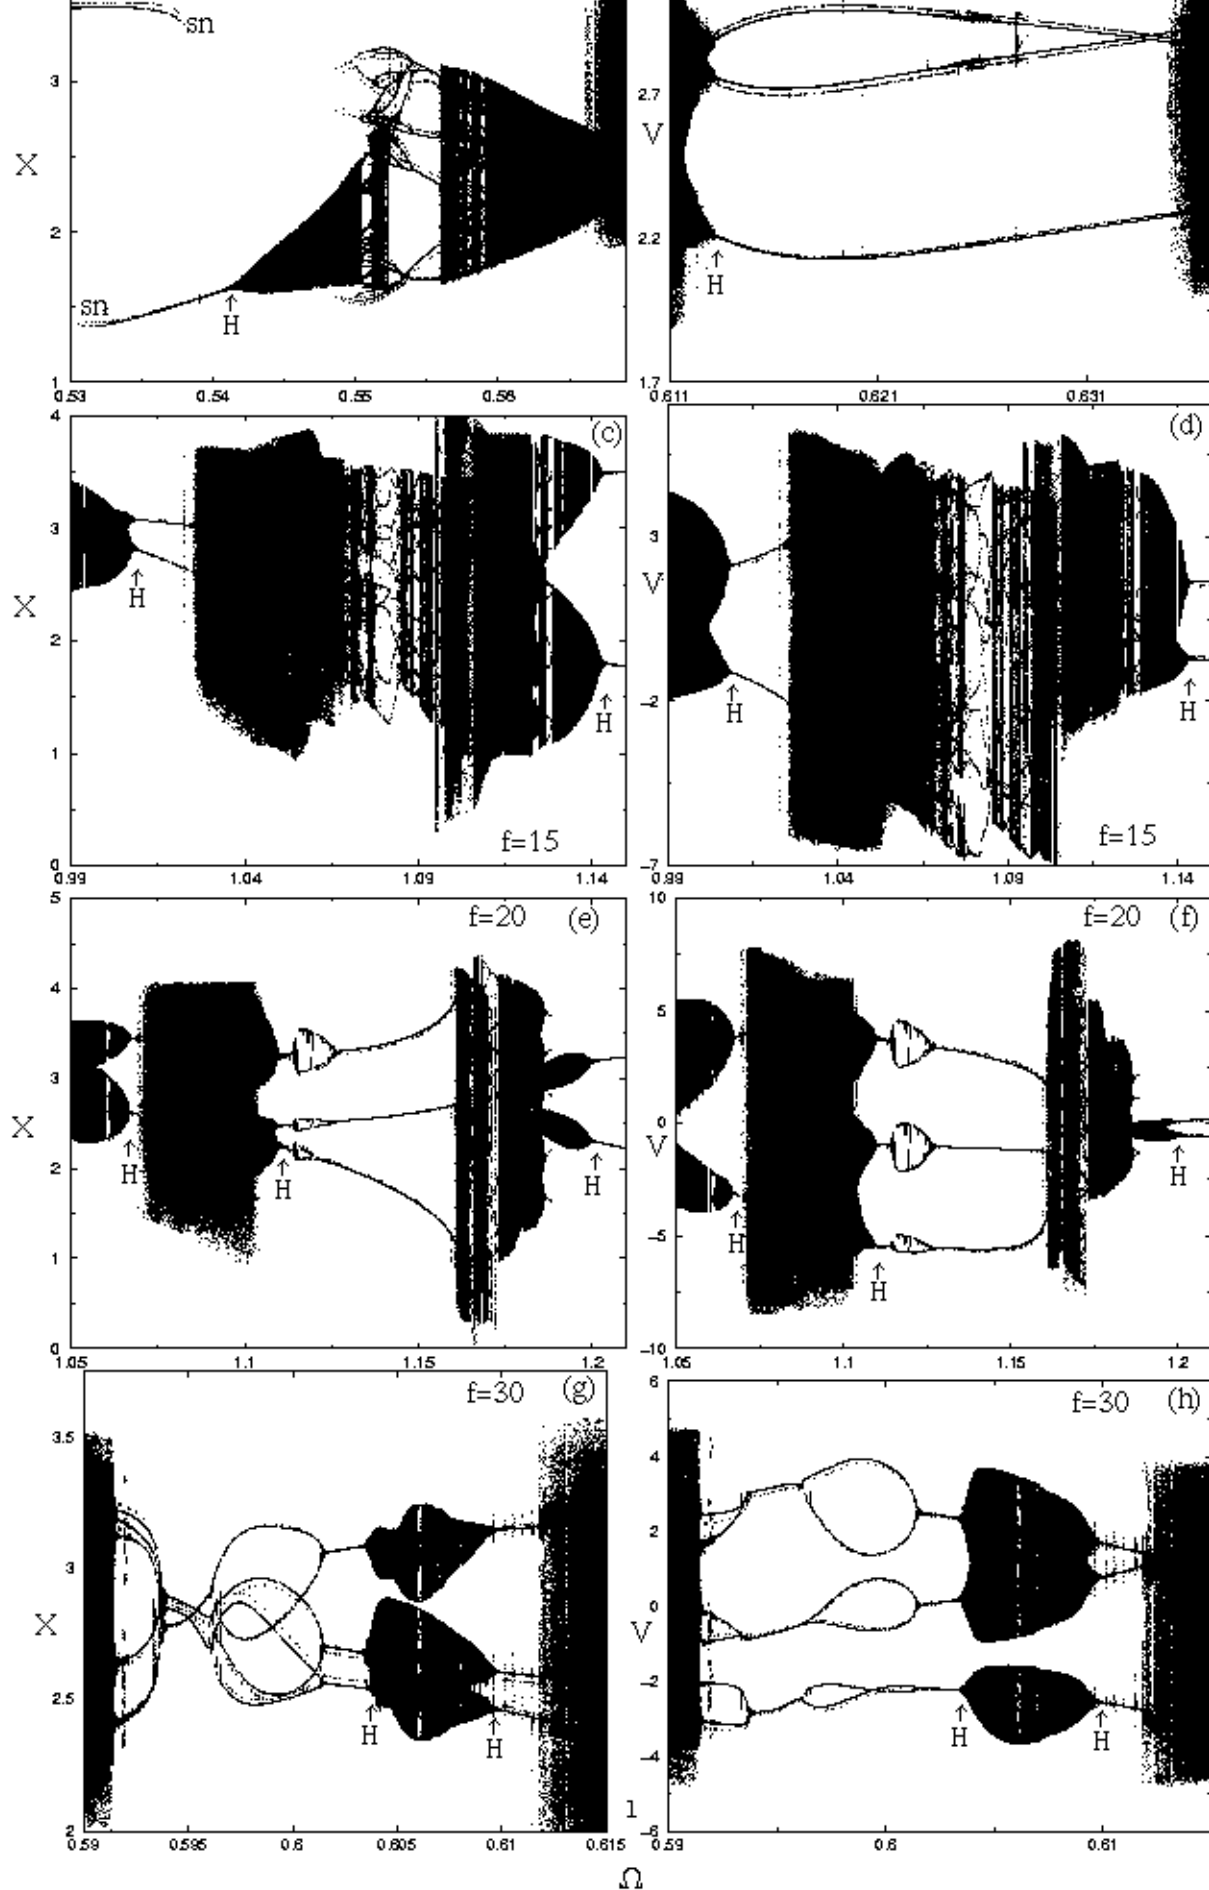 sn
3
X
2
sn
↑
H
1
0.53 0.54 0.55 0.56
2.7
V
2.2
↑
H
1.7
0.611 0.621 0.631
4
(c)
3
X
2
↑
H
↑
H
1
f=15
0
0.99 1.04 1.09 1.14
(d)
3
V
−2
↑
H
↑
H
f=15
−7
0.99 1.04 1.09 1.14
5
f=20 (e)
4
3
X
2
↑
H
↑
H
↑
H
1
0
1.05 1.1 1.15 1.2
10
f=20 (f)
5
0
V
↑
H
↑
H
↑
H
−5
−10
1.05 1.1 1.15 1.2
f=30 (g)
3.5
3
X
2.5
↑
H
↑
H
2
0.59 0.595 0.6 0.605 0.61 0.615
6
f=30 (h)
4
2
0
V
−2
↑
H
↑
H
−4
1
−6
0.59 0.6 0.61
Ω